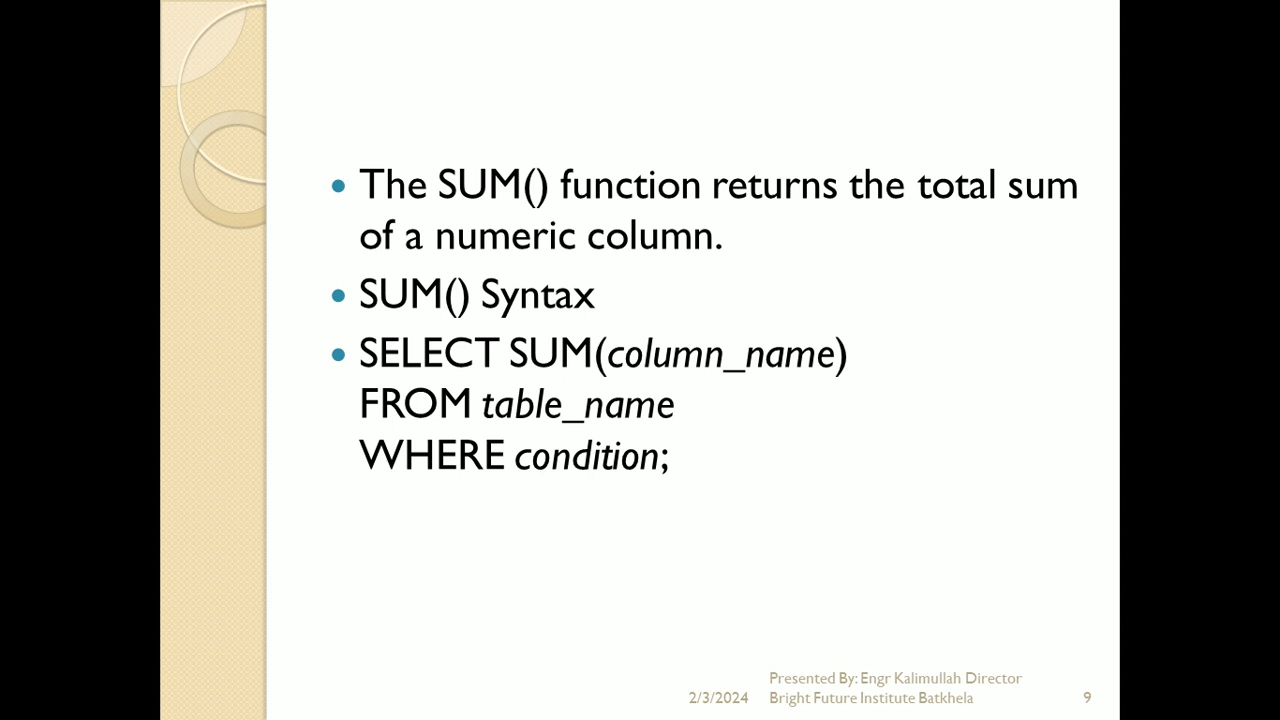 • The SUM() function returns the total sum
of a numeric column.
• SUM() Syntax
• SELECT SUM(column_name)
FROM table_name
WHERE condition;
Presented By: Engr Kalimullah Director
2/3/2024 Bright Future Institute Batkhela 9